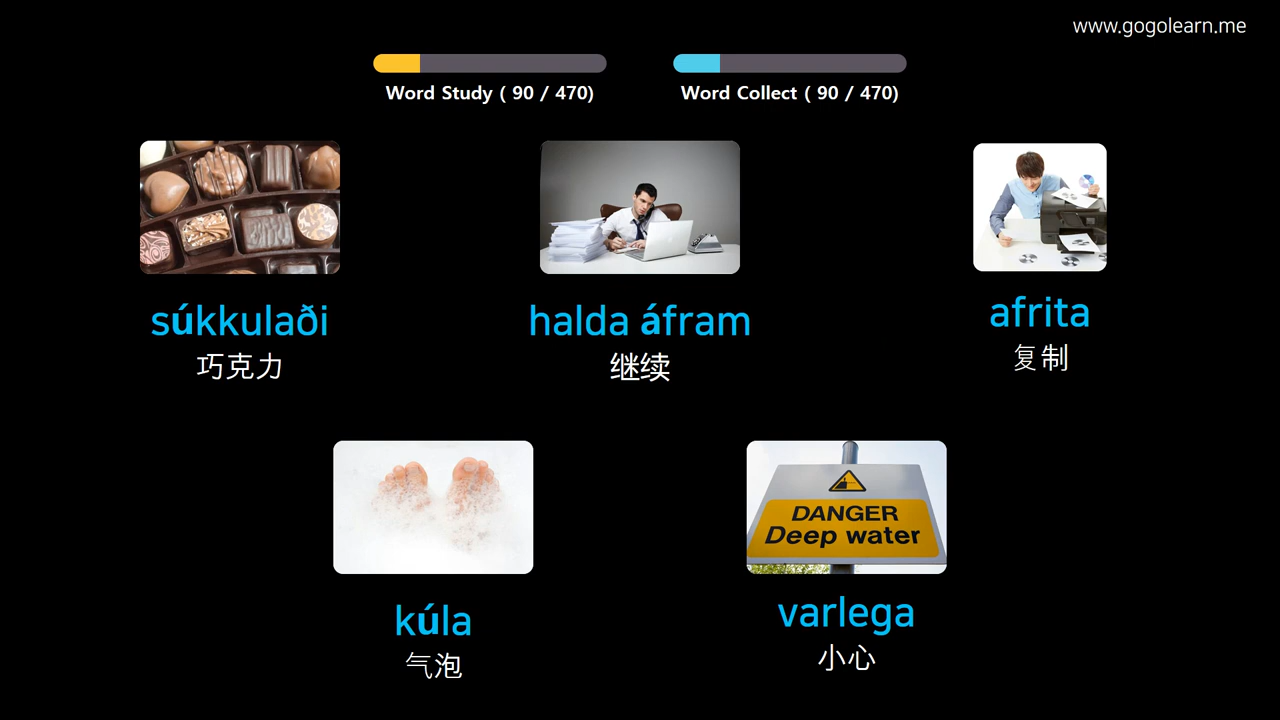 www.gogolearn.me
Word Study ( 90 / 470)
Word Collect ( 90 / 470)
súkkulaði
巧克力
halda áfram
继续
afrita
复制
kúla
气泡
DANGER
Deep water
varlega
小心